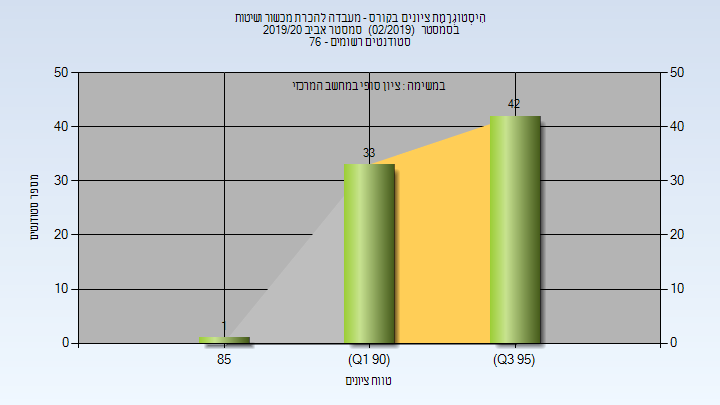 היסטוגרמת ציונים בקורס - מעבדה להכרת מכשור ושיטות
בסמסטר (02/2019) סמסטר אביב 2019/20
סטודנטים רשומים - 76
במשימה : ציון סופי במחשב המרכזי
50 50
40 40
30 30
20 20
10 10
0 0
מספר סטודנטים
1
33
42
85
(Q1 90)
(Q3 95)
טווח ציונים